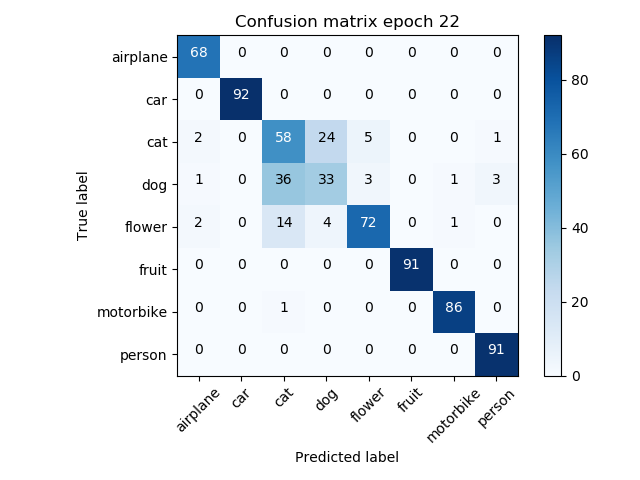 Confusion matrix epoch 22
airplane 68 0 0 0 0 0 0 0
car 0 92 0 0 0 0 0 0
cat 2 0 58 24 5 0 0 1
dog 1 0 36 33 3 0 1 3
flower 2 0 14 4 72 0 1 0
fruit 0 0 0 0 0 91 0 0
motorbike 0 0 1 0 0 0 86 0
person 0 0 0 0 0 0 0 91
airplane car cat dog flower fruit motorbike person
True label
Predicted label
80
60
40
20
0